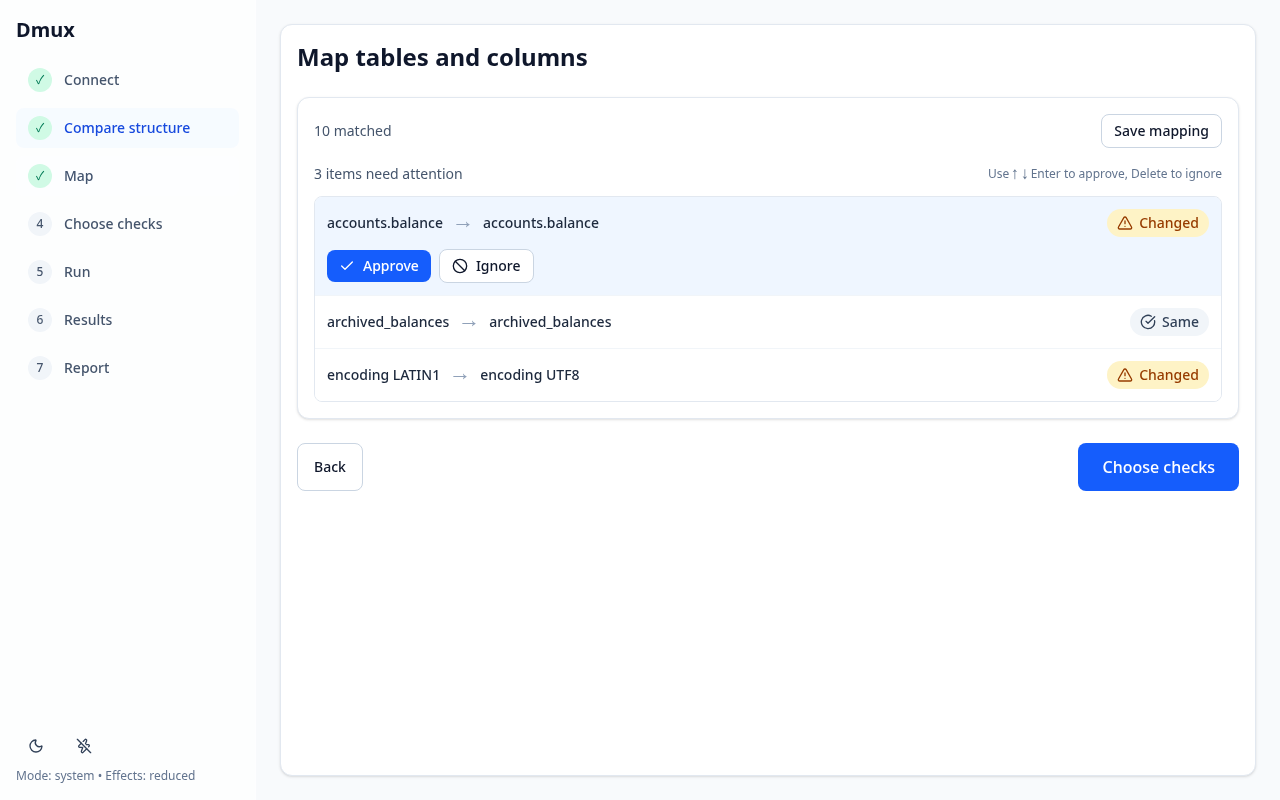 Dmux
Connect
Compare structure
Map
4 Choose checks
5 Run
6 Results
7 Report
Mode: system • Effects: reduced
Map tables and columns
10 matched
Save mapping
3 items need attention
Use ↑ ↓ Enter to approve, Delete to ignore
accounts.balance → accounts.balance
Changed
Approve
Ignore
archived_balances → archived_balances
Same
encoding LATIN1 → encoding UTF8
Changed
Back
Choose checks